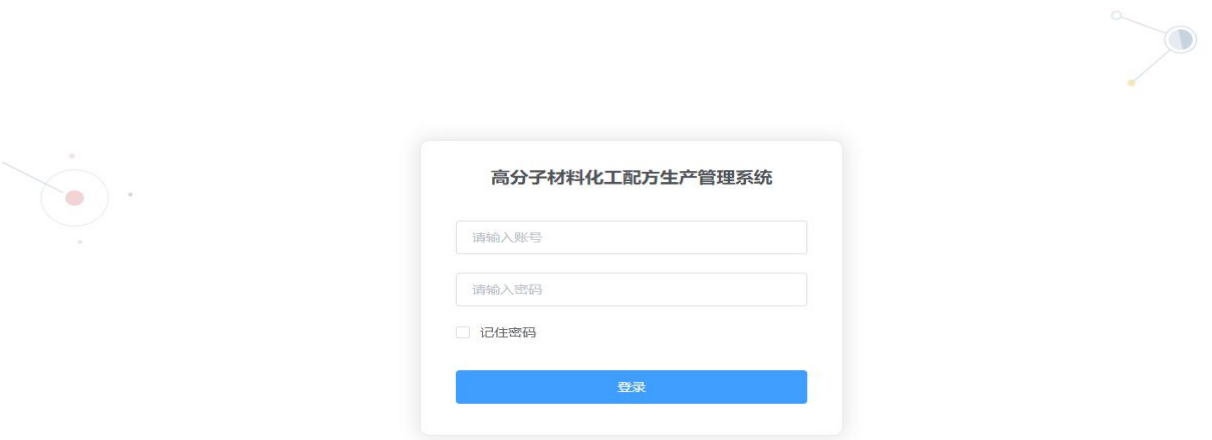 高分子材料化工配方生产管理系统
请输入账号
请输入密码
记住密码
登录